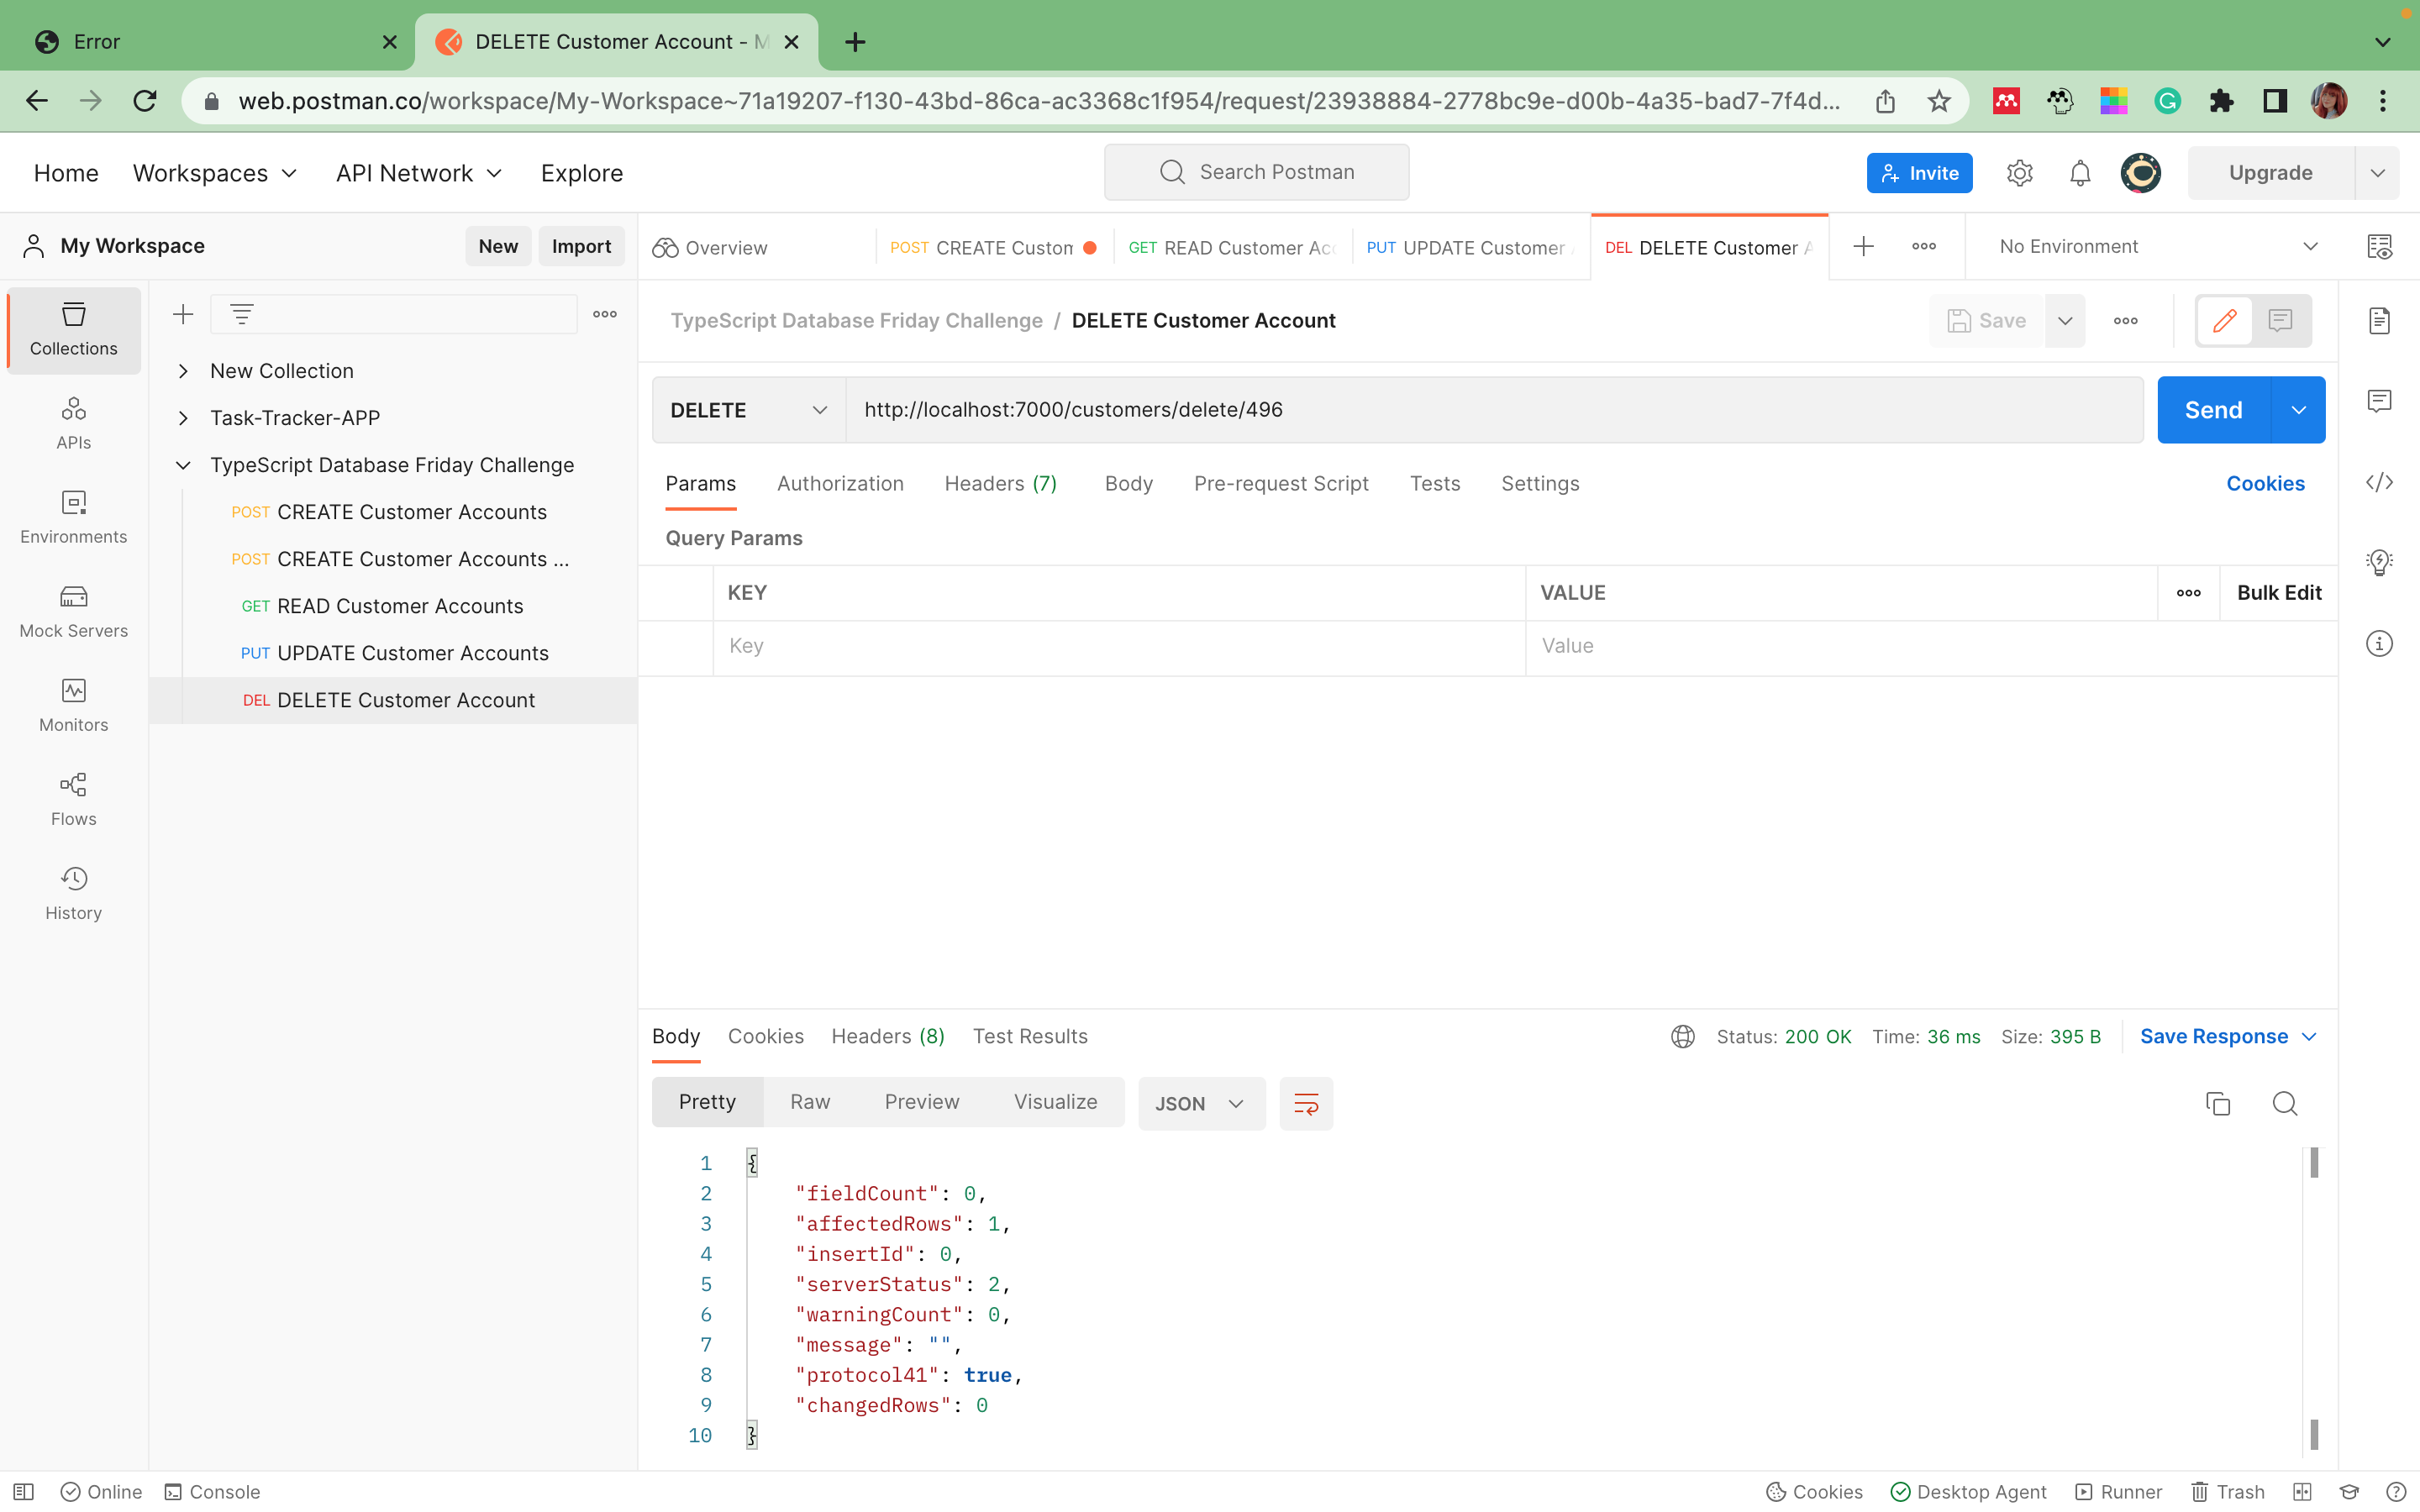 Error
DELETE Customer Account - M
web.postman.co/workspace/My-Workspace~71a19207-f130-43bd-86ca-ac3368c1f954/request/23938884-2778bc9e-d00b-4a35-bad7-7f4d...
Home Workspaces API Network Explore Search Postman Invite Upgrade
My Workspace New Import
Overview POST CREATE Custom GET READ Customer Acc PUT UPDATE Customer DEL DELETE Customer A No Environment
Collections
APIs
Environments
Mock Servers
Monitors
Flows
History
New Collection
Task-Tracker-APP
TypeScript Database Friday Challenge
POST CREATE Customer Accounts
POST CREATE Customer Accounts ...
GET READ Customer Accounts
PUT UPDATE Customer Accounts
DEL DELETE Customer Account
TypeScript Database Friday Challenge / DELETE Customer Account Save
DELETE http://localhost:7000/customers/delete/496 Send
Params Authorization Headers (7) Body Pre-request Script Tests Settings Cookies
Query Params
KEY VALUE Bulk Edit
Key Value
Body Cookies Headers (8) Test Results Status: 200 OK Time: 36 ms Size: 395 B Save Response
Pretty Raw Preview Visualize JSON
1 {
2 "fieldCount": 0,
3 "affectedRows": 1,
4 "insertId": 0,
5 "serverStatus": 2,
6 "warningCount": 0,
7 "message": "",
8 "protocol41": true,
9 "changedRows": 0
10 }
Online Console Cookies Desktop Agent Runner Trash